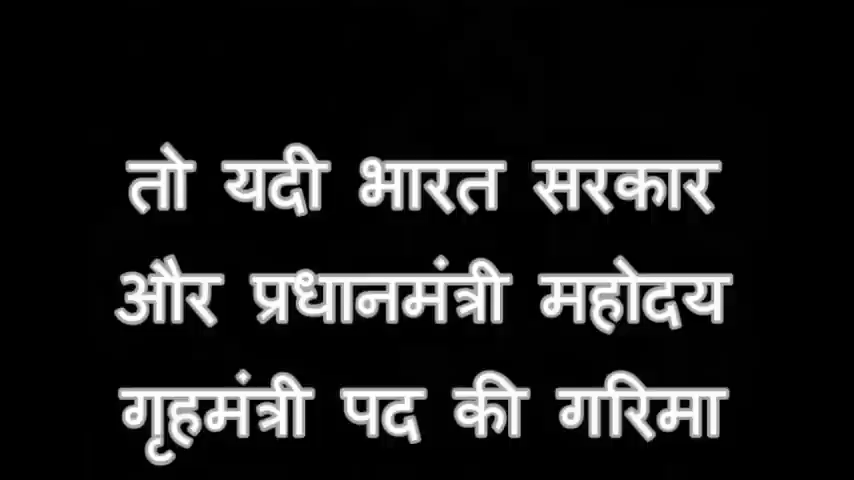 तो यदी भारत सरकार
और प्रधानमंत्री महोदय
गृहमंत्री पद की गरिमा